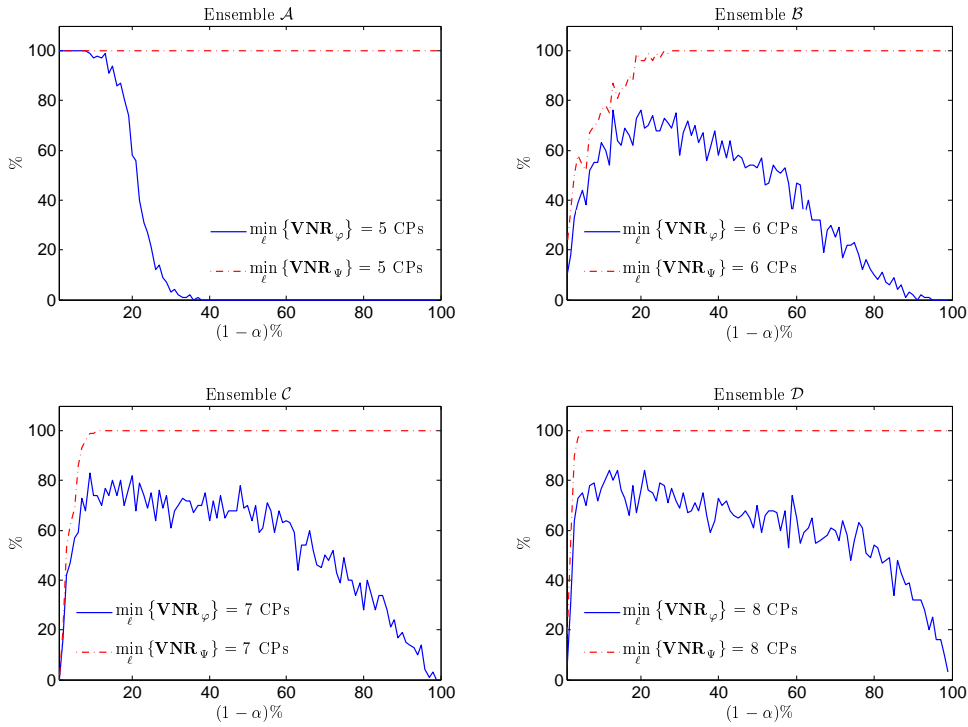 Ensemble 𝒜
100
80
60
40
20
0
%
min_ℓ {VNR_φ} = 5 CPs
min_ℓ {VNR_Ψ} = 5 CPs
20 40 60 80 100
(1 − α)%
Ensemble ℬ
100
80
60
40
20
0
%
min_ℓ {VNR_φ} = 6 CPs
min_ℓ {VNR_Ψ} = 6 CPs
20 40 60 80 100
(1 − α)%
Ensemble 𝒞
100
80
60
40
20
0
%
min_ℓ {VNR_φ} = 7 CPs
min_ℓ {VNR_Ψ} = 7 CPs
20 40 60 80 100
(1 − α)%
Ensemble 𝒟
100
80
60
40
20
0
%
min_ℓ {VNR_φ} = 8 CPs
min_ℓ {VNR_Ψ} = 8 CPs
20 40 60 80 100
(1 − α)%